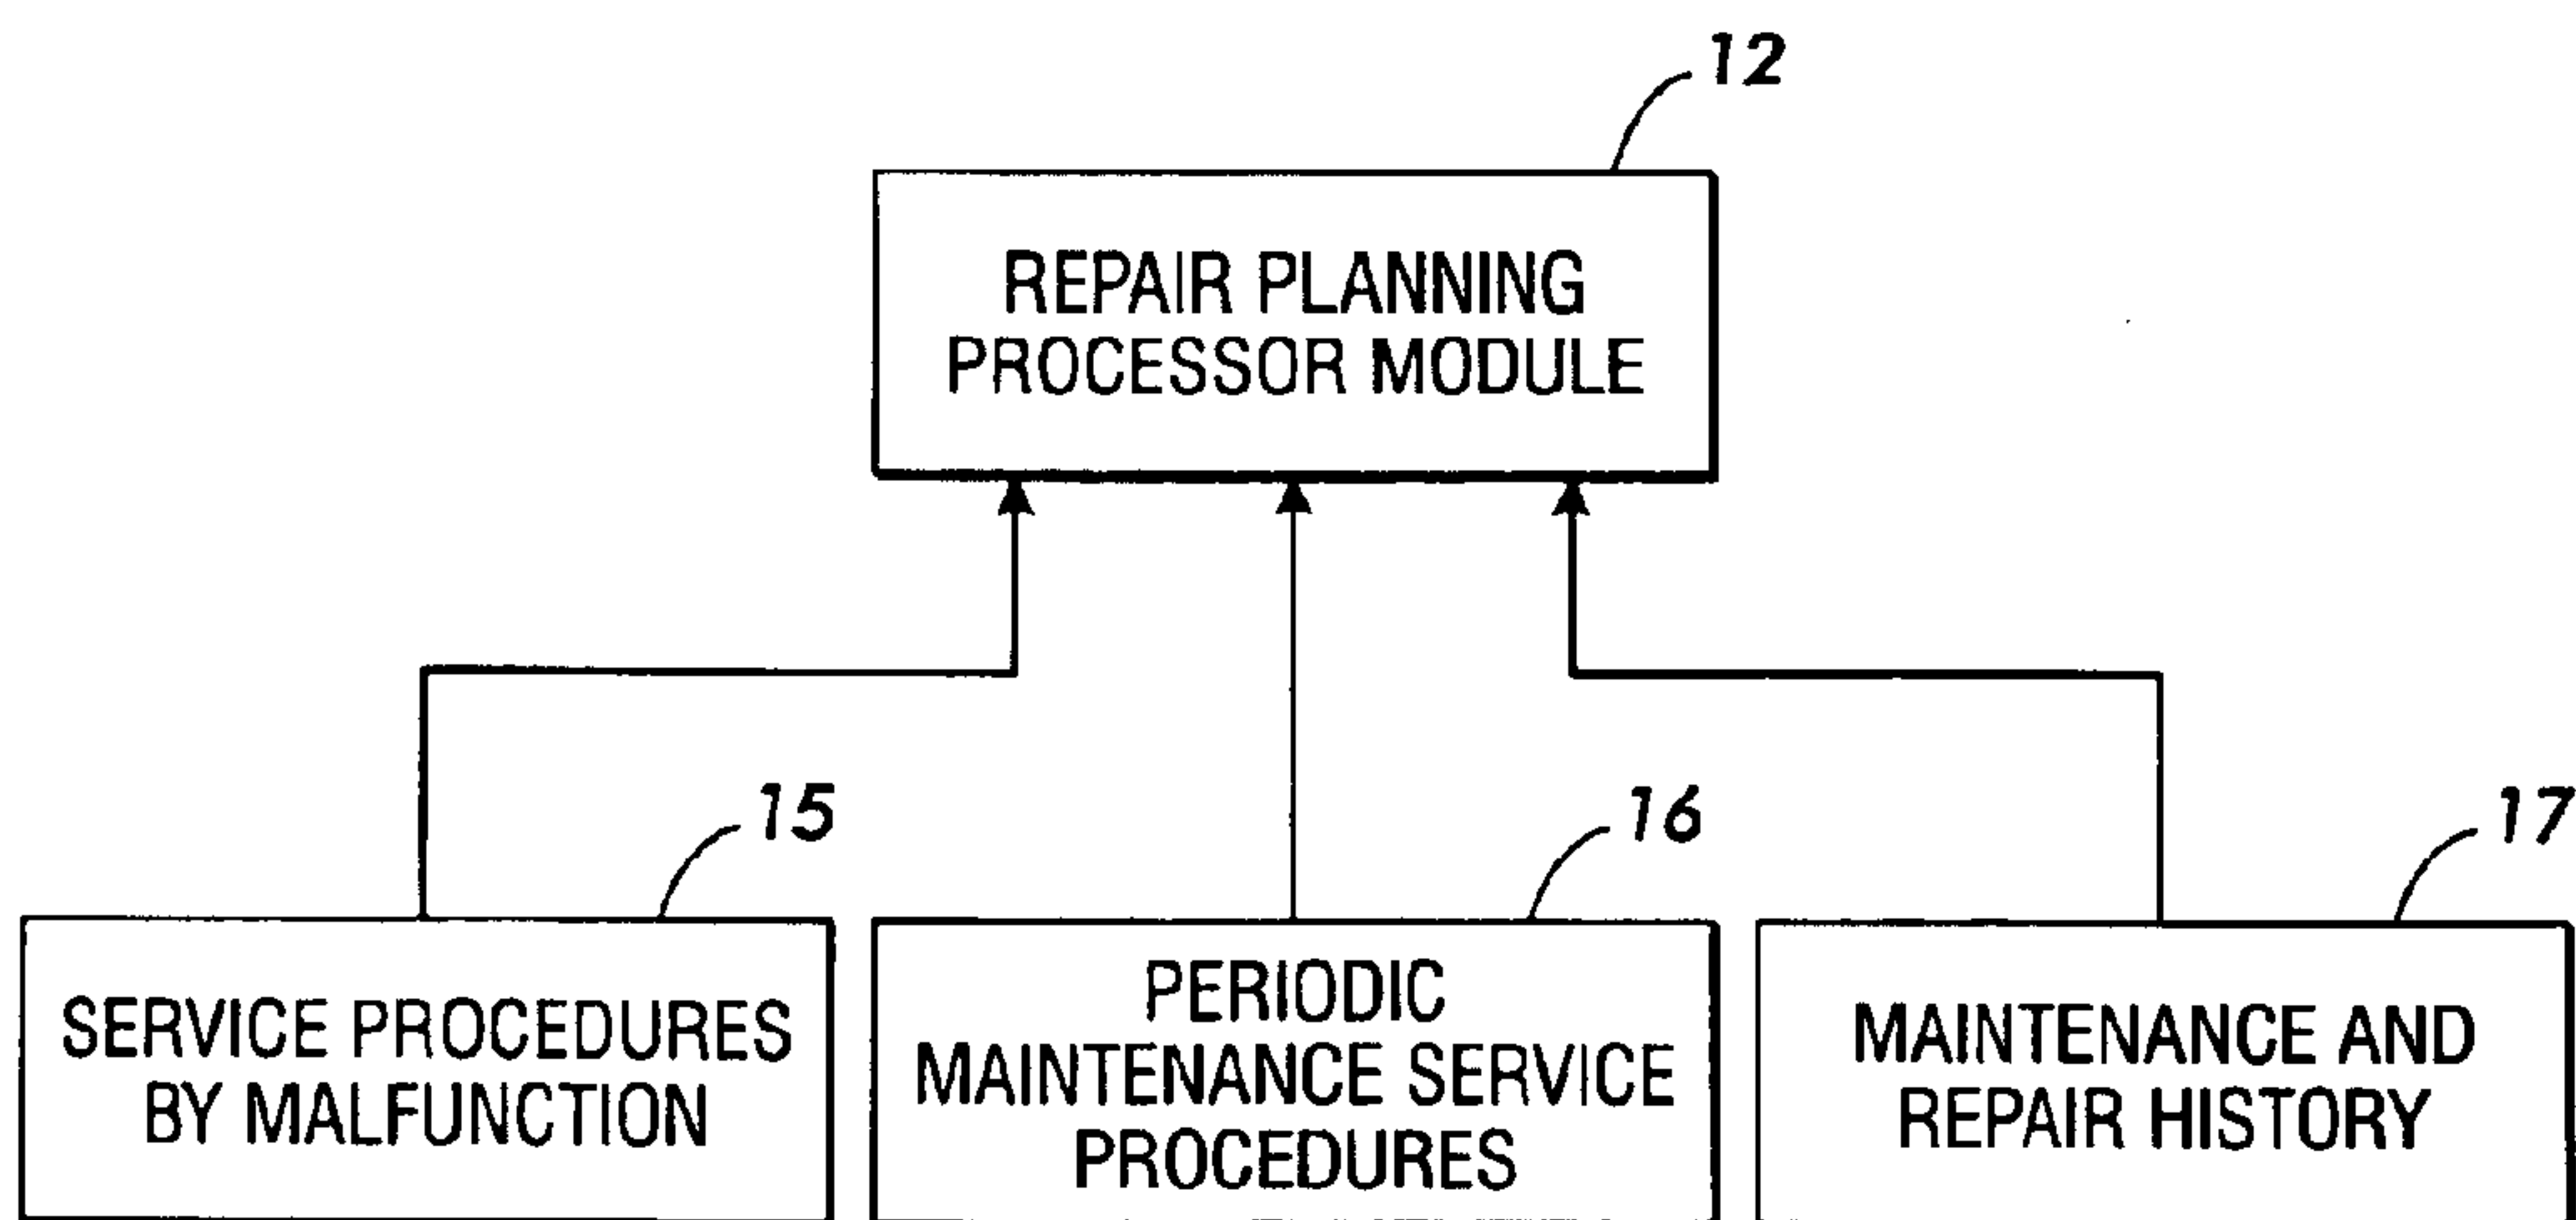 12
REPAIR PLANNING
PROCESSOR MODULE
15
16
17
SERVICE PROCEDURES
BY MALFUNCTION
PERIODIC
MAINTENANCE SERVICE
PROCEDURES
MAINTENANCE AND
REPAIR HISTORY